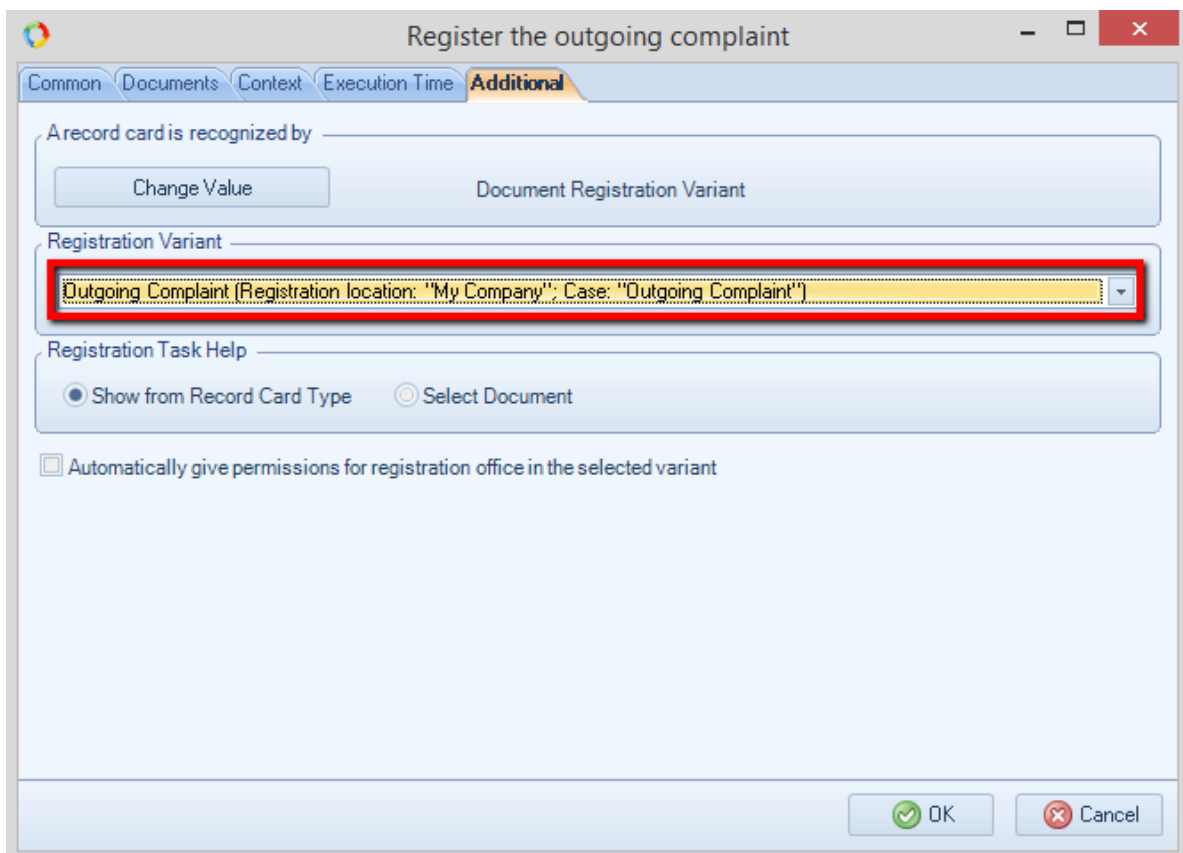 Register the outgoing complaint
Common Documents Context Execution Time Additional
A record card is recognized by
Change Value Document Registration Variant
Registration Variant
Outgoing Complaint (Registration location: "My Company"; Case: "Outgoing Complaint")
Registration Task Help
Show from Record Card Type Select Document
Automatically give permissions for registration office in the selected variant
OK Cancel